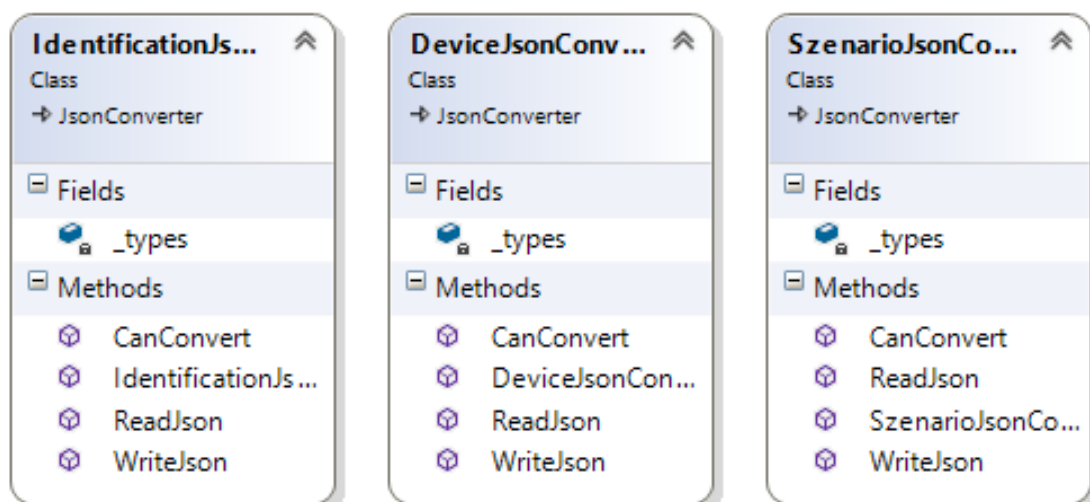 IdentificationJs...
Class
JsonConverter
Fields
_types
Methods
CanConvert
IdentificationJs...
ReadJson
WriteJson
DeviceJsonConv...
Class
JsonConverter
Fields
_types
Methods
CanConvert
DeviceJsonCon...
ReadJson
WriteJson
SzenarioJsonCo...
Class
JsonConverter
Fields
_types
Methods
CanConvert
ReadJson
SzenarioJsonCo...
WriteJson